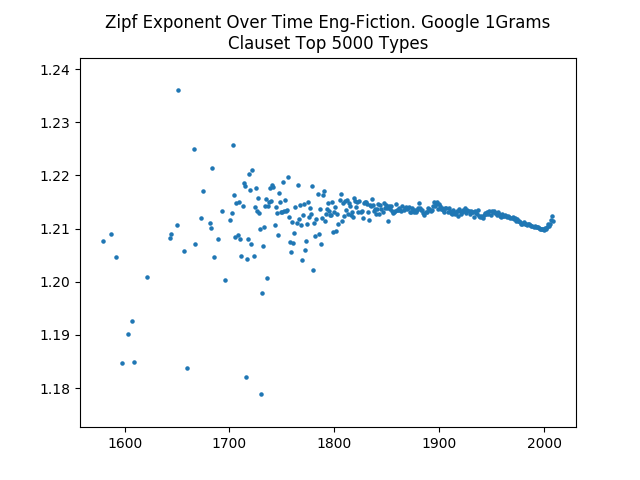 Zipf Exponent Over Time Eng-Fiction. Google 1Grams
Clauset Top 5000 Types
1.24
1.23
1.22
1.21
1.20
1.19
1.18
1600 1700 1800 1900 2000